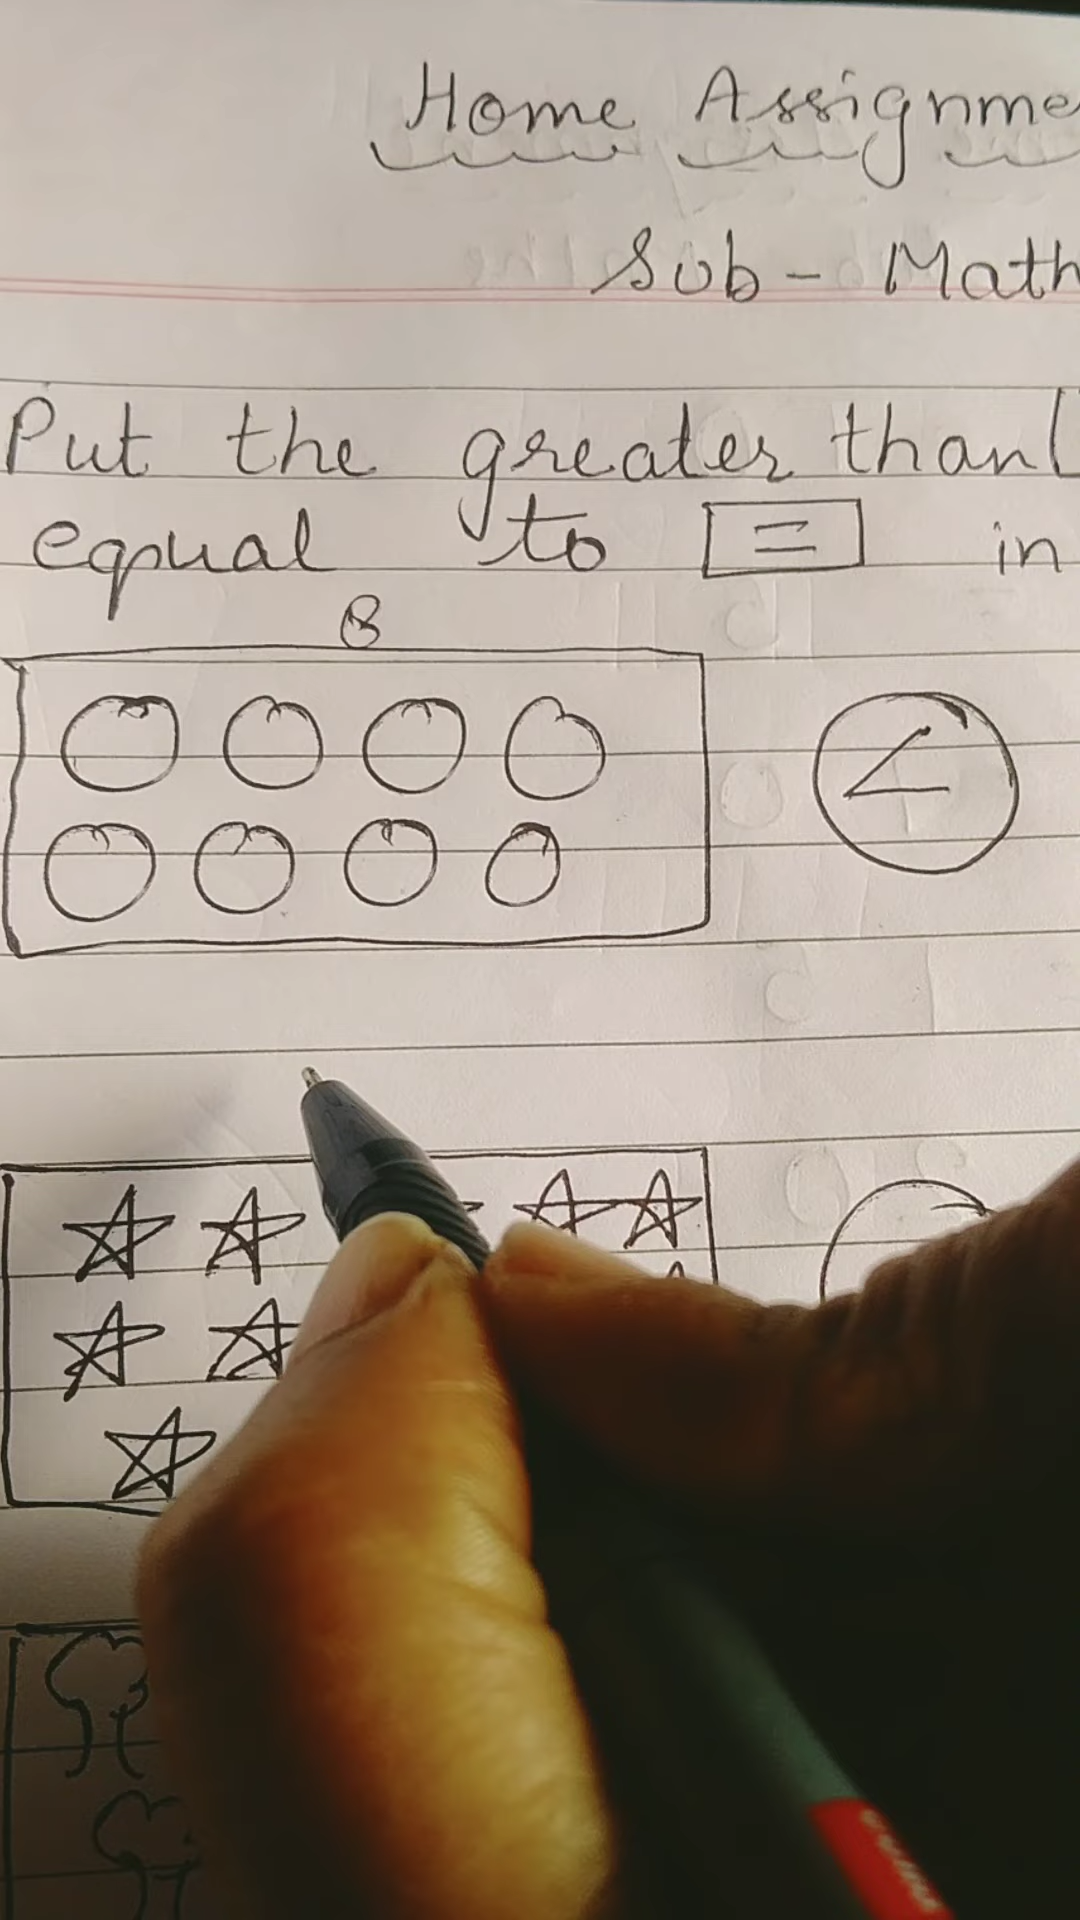 Home Assignme
Sub - Math
Put the greater than
equal to = in
8
<